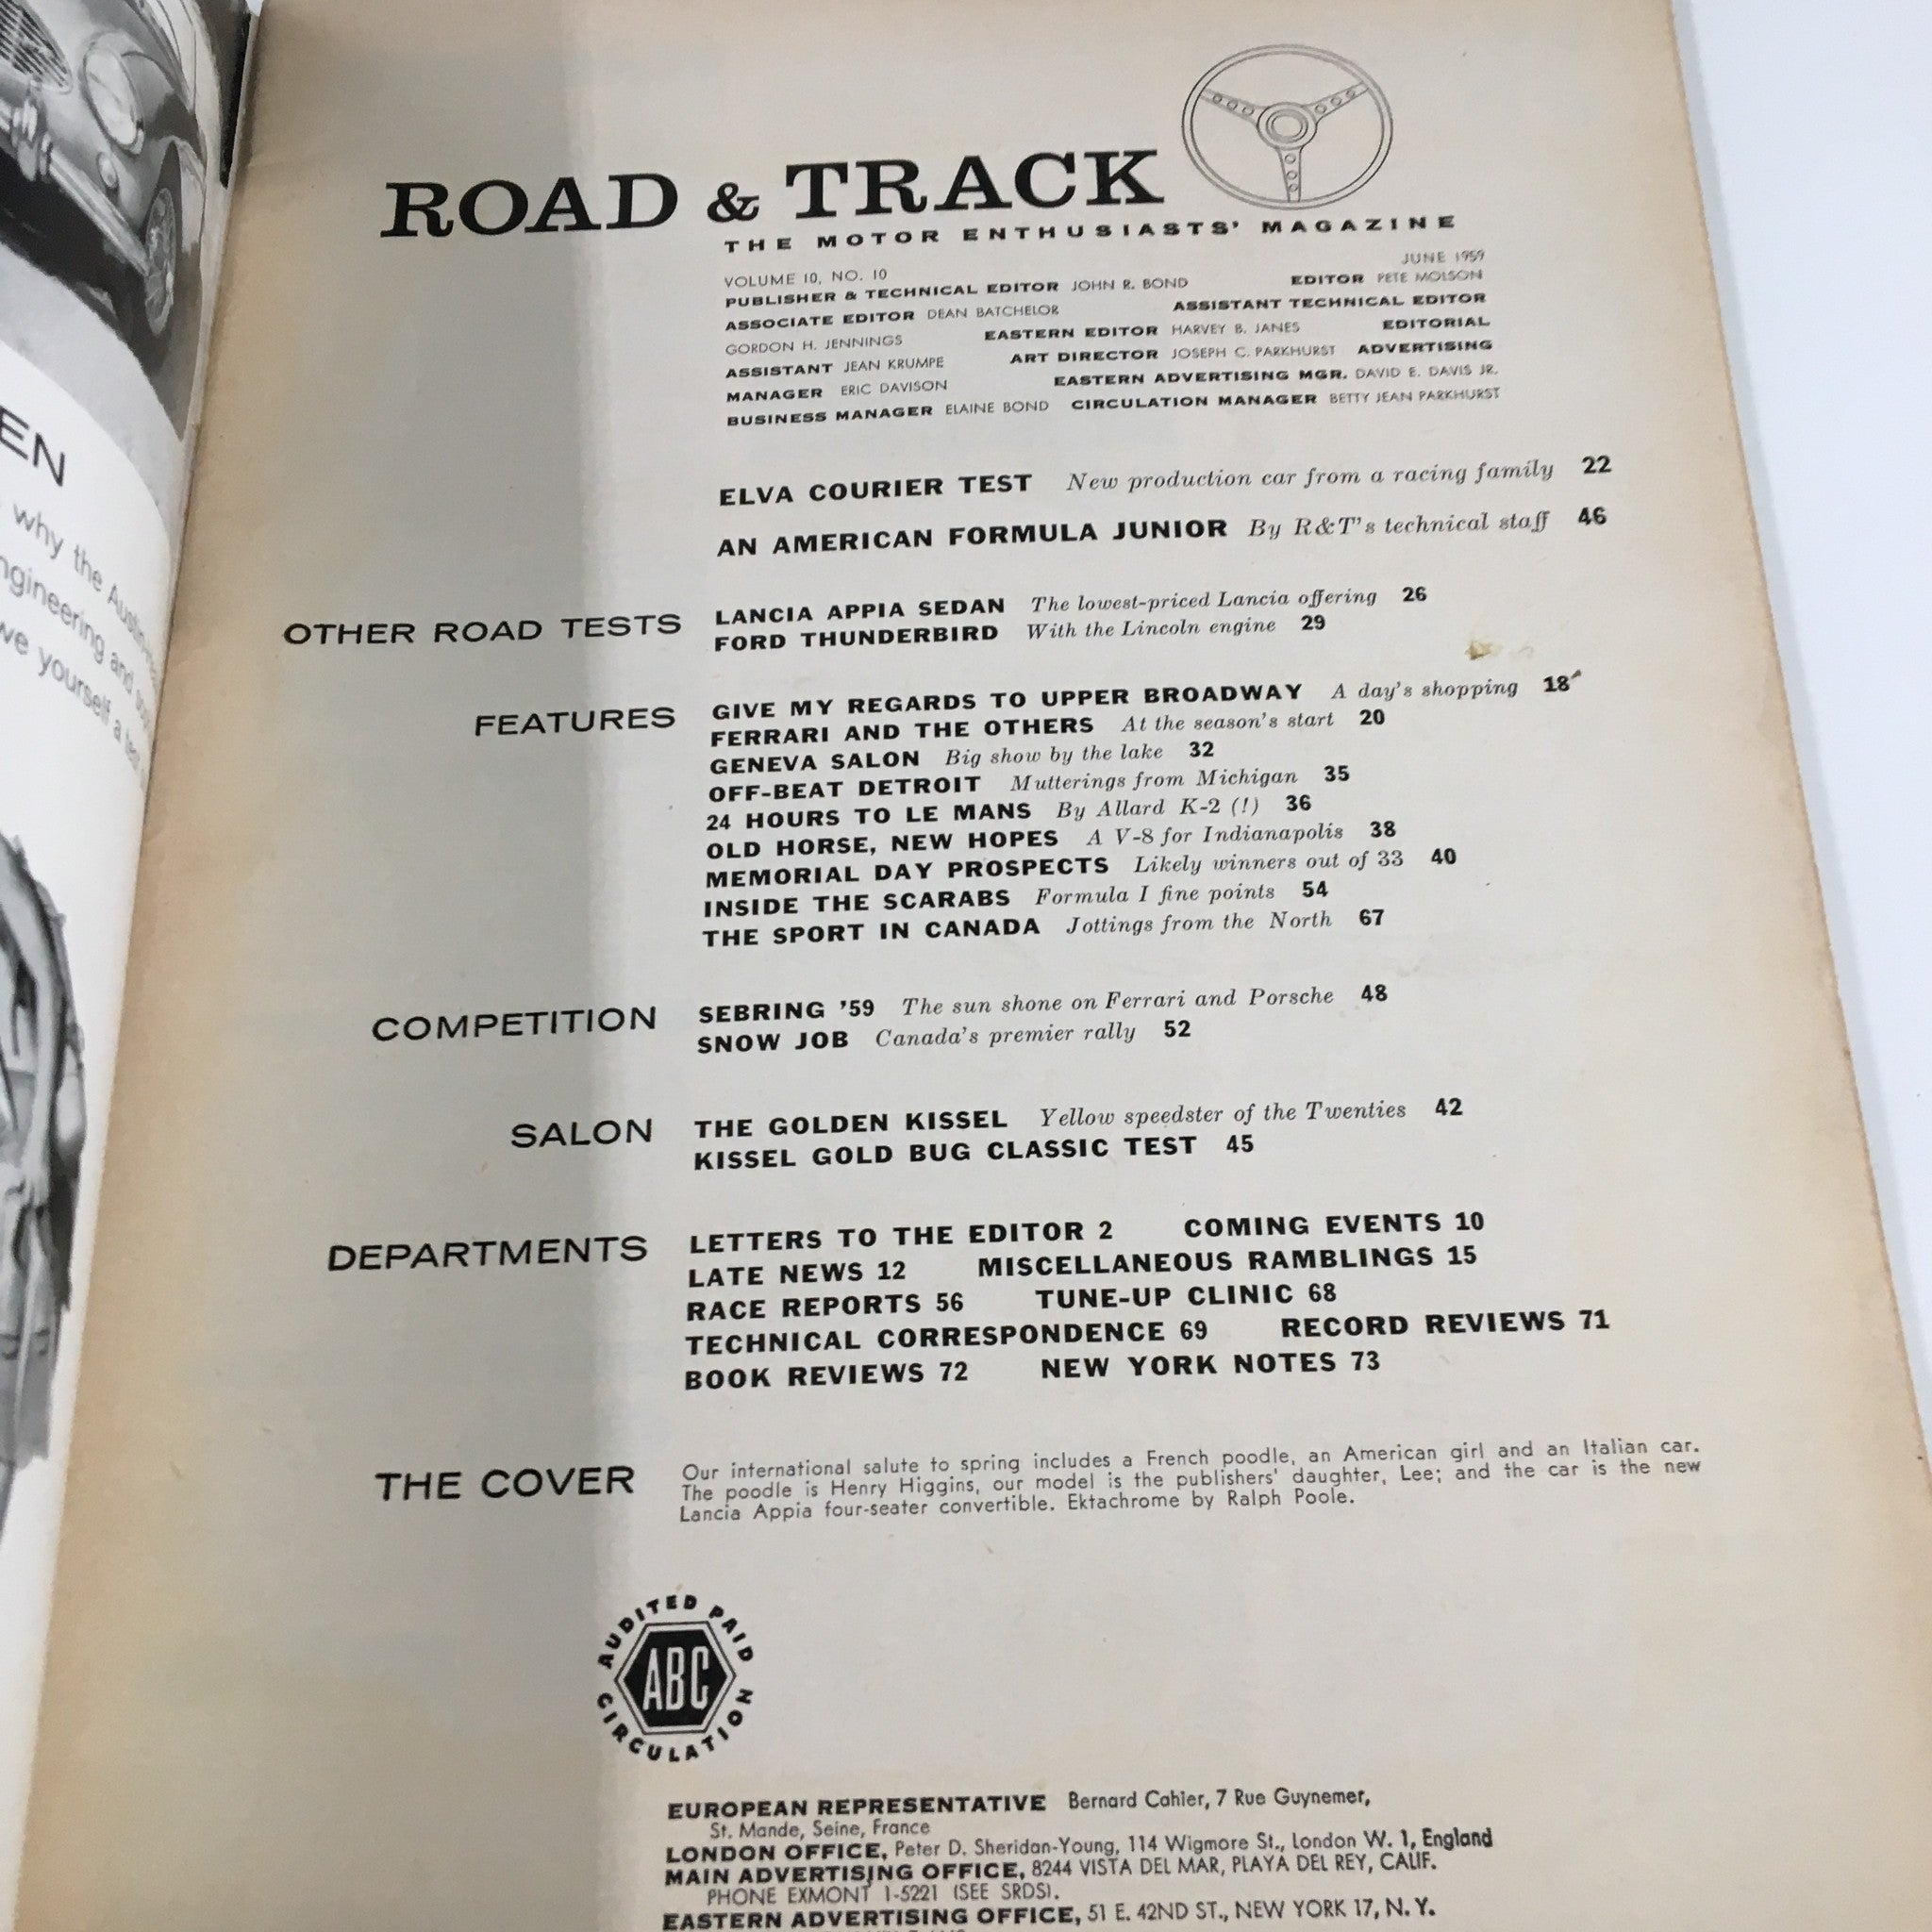 EN
why the Austin
engineering and
yourself a test
ROAD & TRACK
THE MOTOR ENTHUSIASTS' MAGAZINE
VOLUME 10, NO. 10 JUNE 1959
PUBLISHER & TECHNICAL EDITOR JOHN R. BOND EDITOR PETE MOLSON
ASSOCIATE EDITOR DEAN BATCHELOR ASSISTANT TECHNICAL EDITOR
GORDON H. JENNINGS EASTERN EDITOR HARVEY B. JANES EDITORIAL
ASSISTANT JEAN KRUMPE ART DIRECTOR JOSEPH C. PARKHURST ADVERTISING
MANAGER ERIC DAVISON EASTERN ADVERTISING MGR. DAVID E. DAVIS JR.
BUSINESS MANAGER ELAINE BOND CIRCULATION MANAGER BETTY JEAN PARKHURST
ELVA COURIER TEST New production car from a racing family 22
AN AMERICAN FORMULA JUNIOR By R&T's technical staff 46
OTHER ROAD TESTS LANCIA APPIA SEDAN The lowest-priced Lancia offering 26
FORD THUNDERBIRD With the Lincoln engine 29
FEATURES GIVE MY REGARDS TO UPPER BROADWAY A day's shopping 18
FERRARI AND THE OTHERS At the season's start 20
GENEVA SALON Big show by the lake 32
OFF-BEAT DETROIT Mutterings from Michigan 35
24 HOURS TO LE MANS By Allard K-2 (!) 36
OLD HORSE, NEW HOPES A V-8 for Indianapolis 38
MEMORIAL DAY PROSPECTS Likely winners out of 33 40
INSIDE THE SCARABS Formula I fine points 54
THE SPORT IN CANADA Jottings from the North 67
COMPETITION SEBRING '59 The sun shone on Ferrari and Porsche 48
SNOW JOB Canada's premier rally 52
SALON THE GOLDEN KISSEL Yellow speedster of the Twenties 42
KISSEL GOLD BUG CLASSIC TEST 45
DEPARTMENTS LETTERS TO THE EDITOR 2 COMING EVENTS 10
LATE NEWS 12 MISCELLANEOUS RAMBLINGS 15
RACE REPORTS 56 TUNE-UP CLINIC 68
TECHNICAL CORRESPONDENCE 69 RECORD REVIEWS 71
BOOK REVIEWS 72 NEW YORK NOTES 73
THE COVER Our international salute to spring includes a French poodle, an American girl and an Italian car.
The poodle is Henry Higgins, our model is the publishers' daughter, Lee; and the car is the new
Lancia Appia four-seater convertible. Ektachrome by Ralph Poole.
AUDITED PAID
ABC
CIRCULATION
EUROPEAN REPRESENTATIVE Bernard Cahier, 7 Rue Guynemer,
St. Mande, Seine, France
LONDON OFFICE, Peter D. Sheridan-Young, 114 Wigmore St., London W. 1, England
MAIN ADVERTISING OFFICE, 8244 VISTA DEL MAR, PLAYA DEL REY, CALIF.
PHONE EXMONT 1-5221 (SEE SRDS).
EASTERN ADVERTISING OFFICE, 51 E. 42ND ST., NEW YORK 17, N. Y.